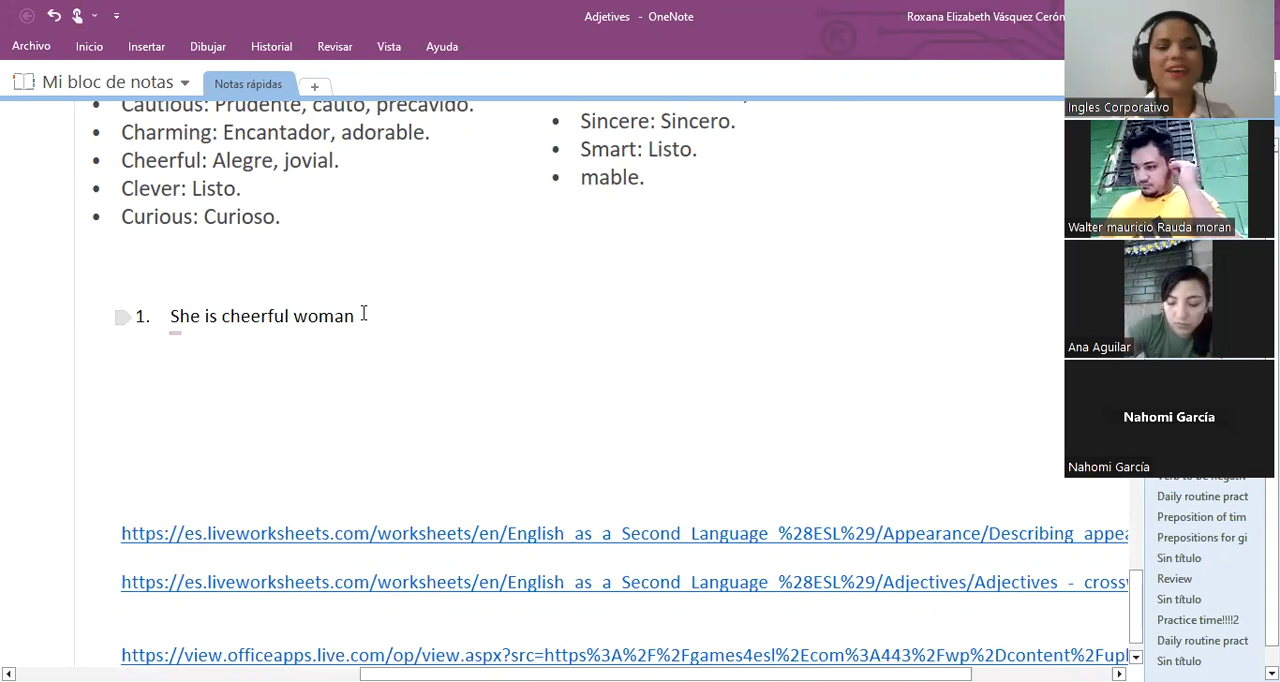 Adjetives - OneNote
Roxana Elizabeth Vásquez Cerón
Archivo
Inicio
Insertar
Dibujar
Historial
Revisar
Vista
Ayuda
Mi bloc de notas
Notas rápidas
+
• Cautious: Prudente, cauto, precavido.
• Charming: Encantador, adorable.
• Cheerful: Alegre, jovial.
• Clever: Listo.
• Curious: Curioso.
• Sincere: Sincero.
• Smart: Listo.
• mable.
1. She is cheerful woman
https://es.liveworksheets.com/worksheets/en/English_as_a_Second_Language_%28ESL%29/Appearance/Describing_appea
https://es.liveworksheets.com/worksheets/en/English_as_a_Second_Language_%28ESL%29/Adjectives/Adjectives_-_crossw
https://view.officeapps.live.com/op/view.aspx?src=https%3A%2F%2Fgames4esl%2Ecom%3A443%2Fwp%2Dcontent%2Fupl
Ingles Corporativo
Walter mauricio Rauda moran
Ana Aguilar
Nahomi García
Nahomi García
Verb to be negativ
Daily routine pract
Preposition of tim
Prepositions for gi
Sin título
Review
Sin título
Practice time!!!!2
Daily routine pract
Sin título